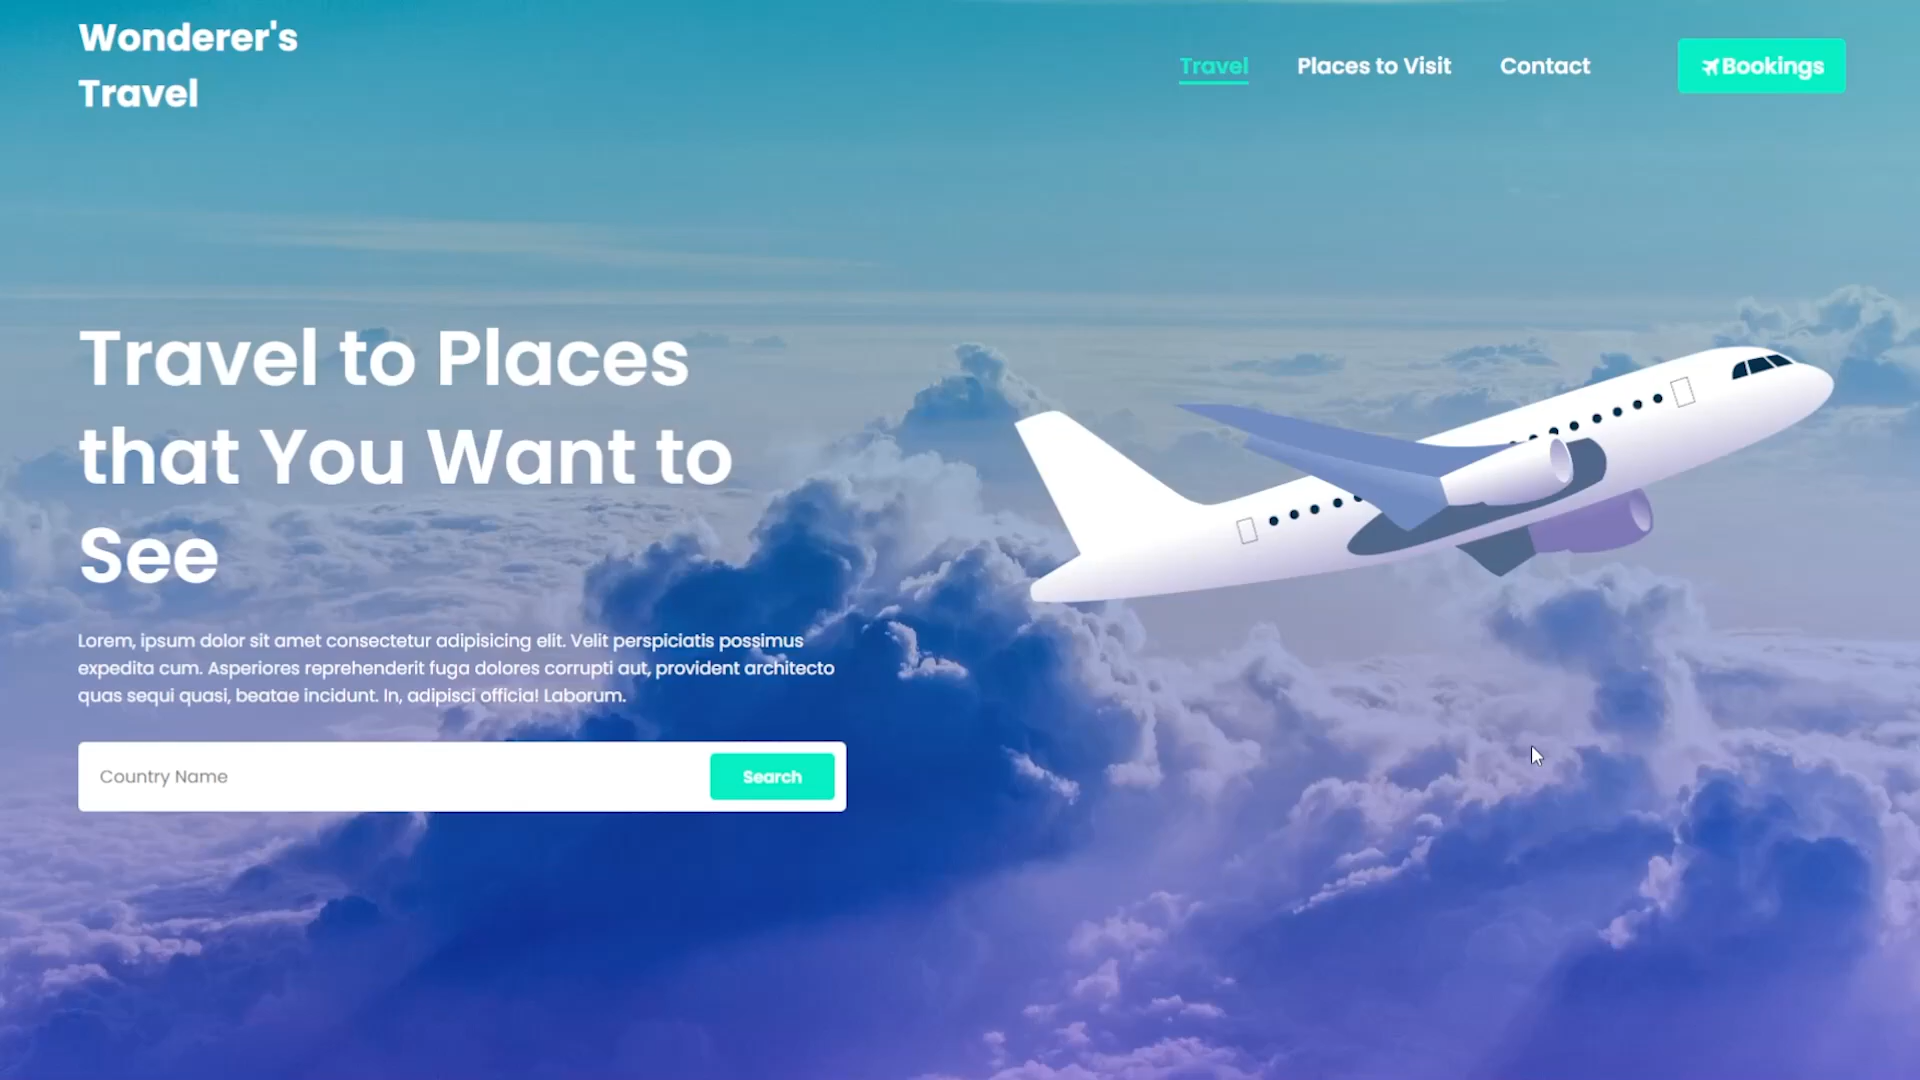 Wonderer's
Travel
Travel
Places to Visit
Contact
Bookings
Travel to Places
that You Want to
See
Lorem, ipsum dolor sit amet consectetur adipisicing elit. Velit perspiciatis possimus
expedita cum. Asperiores reprehenderit fuga dolores corrupti aut, provident architecto
quas sequi quasi, beatae incidunt. In, adipisci officia! Laborum.
Country Name
Search